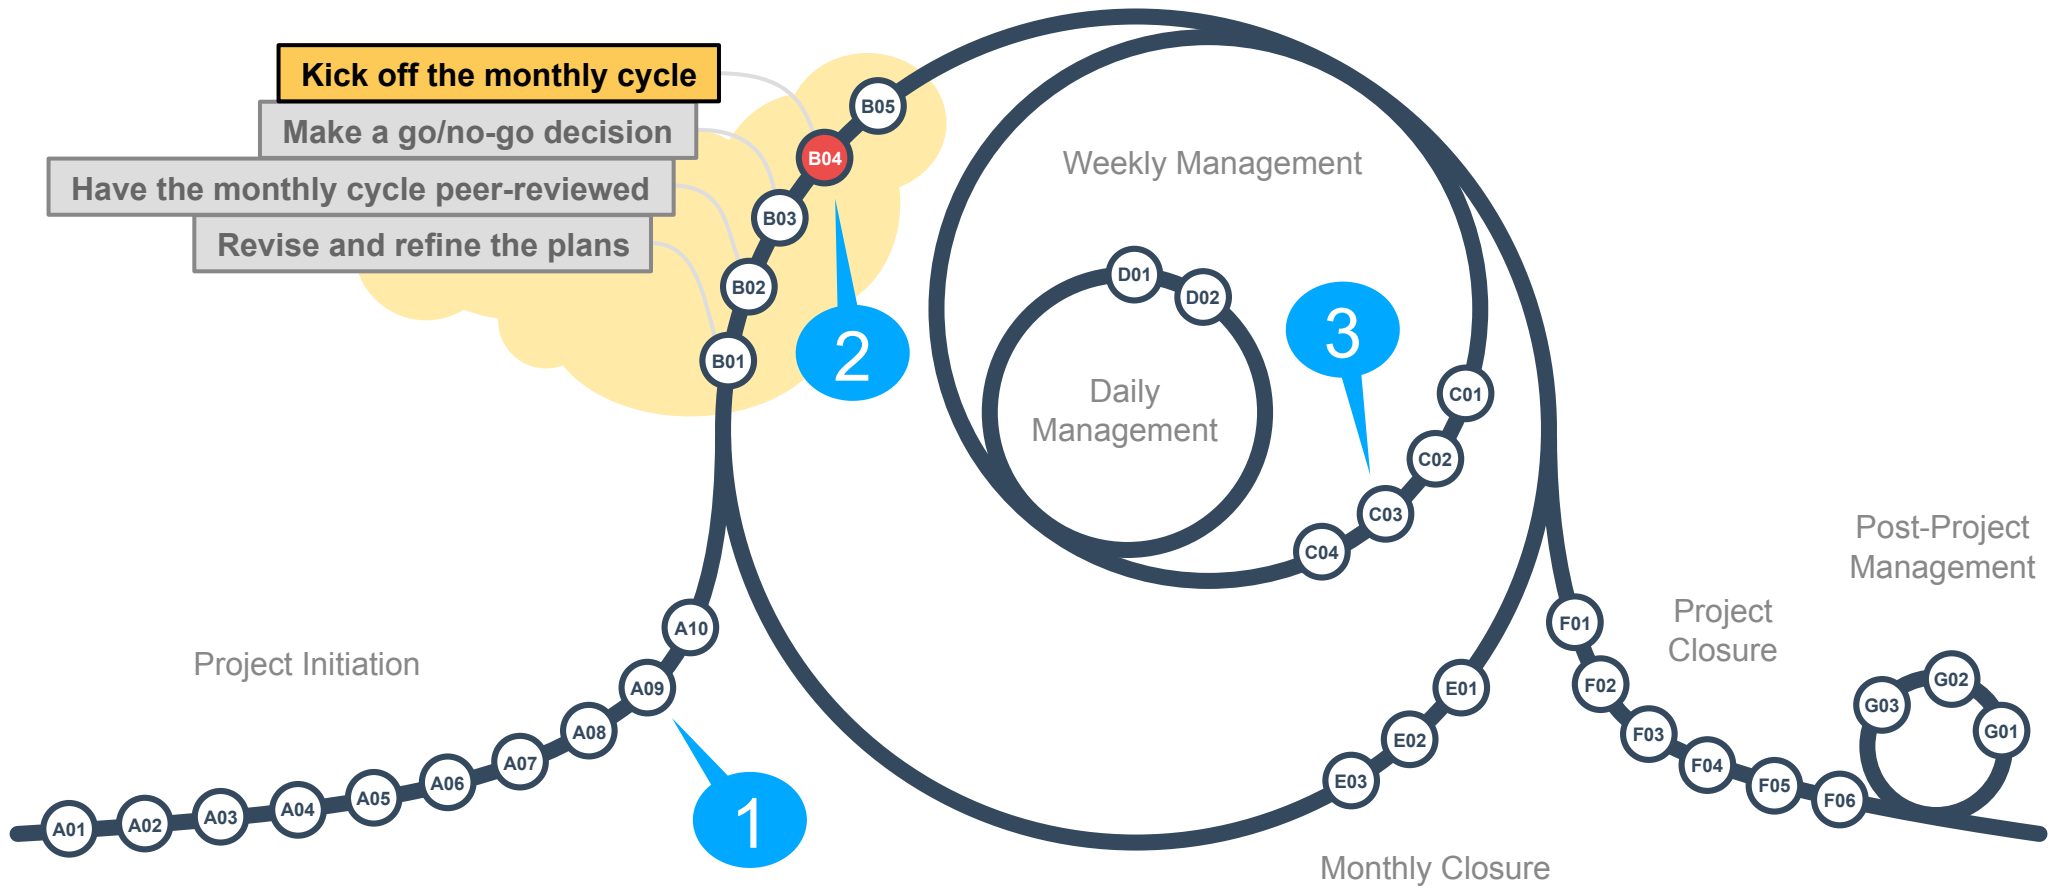 Kick off the monthly cycle
Make a go/no-go decision
Have the monthly cycle peer-reviewed
Revise and refine the plans
B05
B04
B03
B02
B01
2
Weekly Management
D01
D02
Daily
Management
3
C01
C02
C03
C04
Project Initiation
A01
A02
A03
A04
A05
A06
A07
A08
A09
A10
1
E01
E02
E03
Monthly Closure
F01
F02
F03
F04
F05
F06
Project
Closure
Post-Project
Management
G03
G02
G01